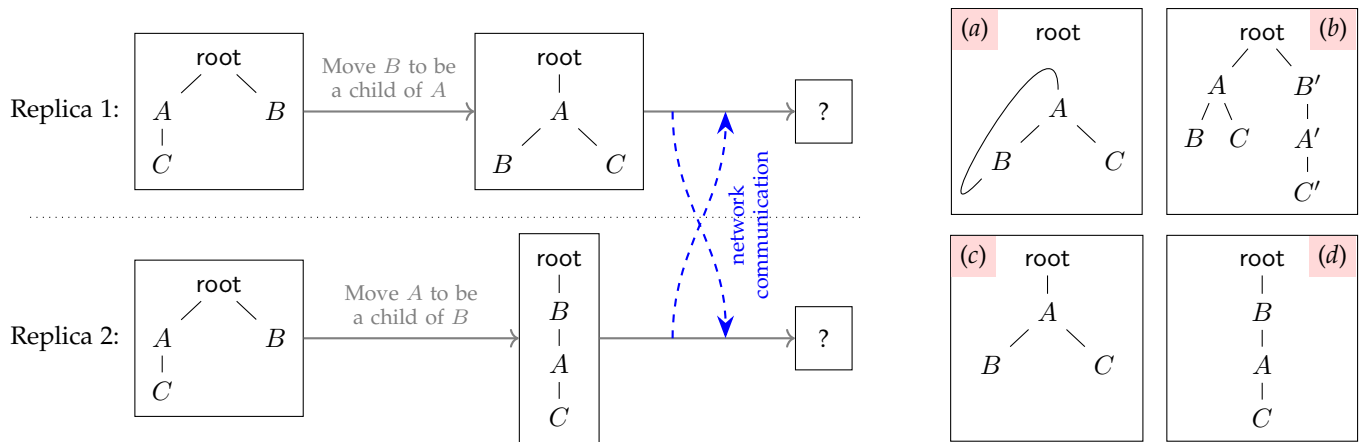 Replica 1:
root
A
B
C
Move B to be
a child of A
root
A
B
C
?
network
communication
Replica 2:
root
A
B
C
Move A to be
a child of B
root
B
A
C
?
(a)
root
A
B
C
(b)
root
A
B′
B
C
A′
C′
(c)
root
A
B
C
(d)
root
B
A
C